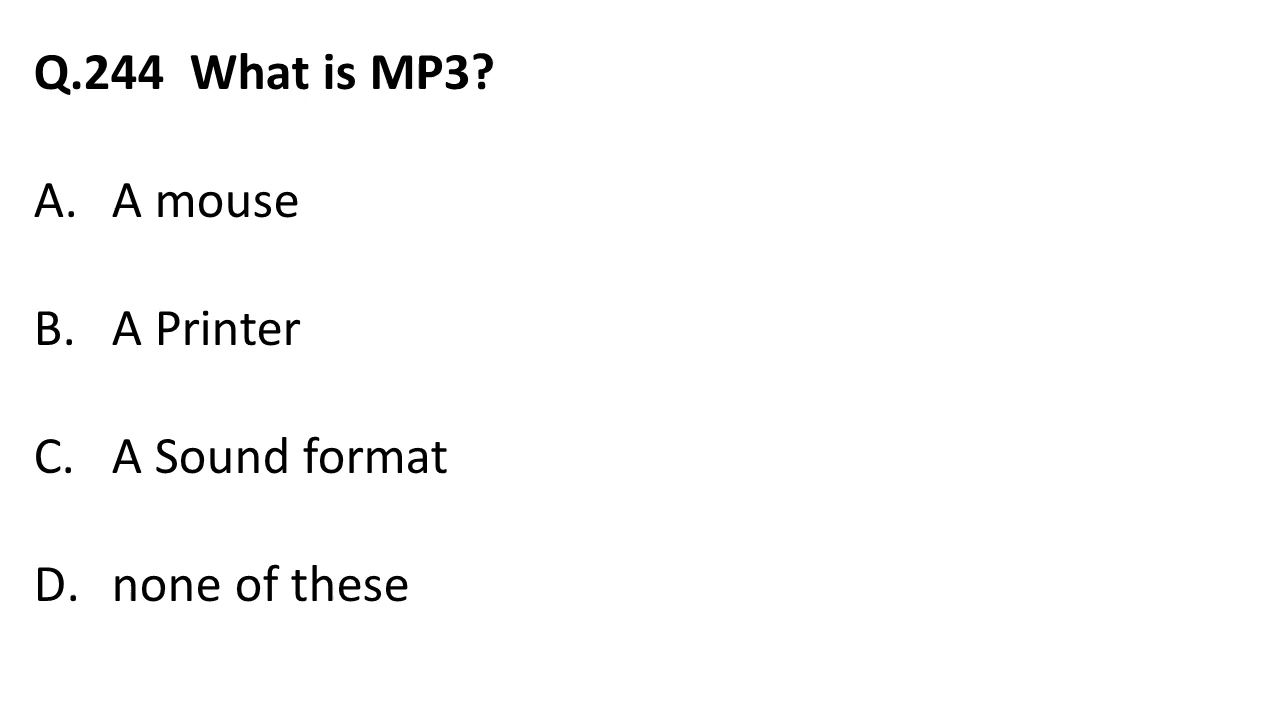 Q.244 What is MP3?
A. A mouse
B. A Printer
C. A Sound format
D. none of these